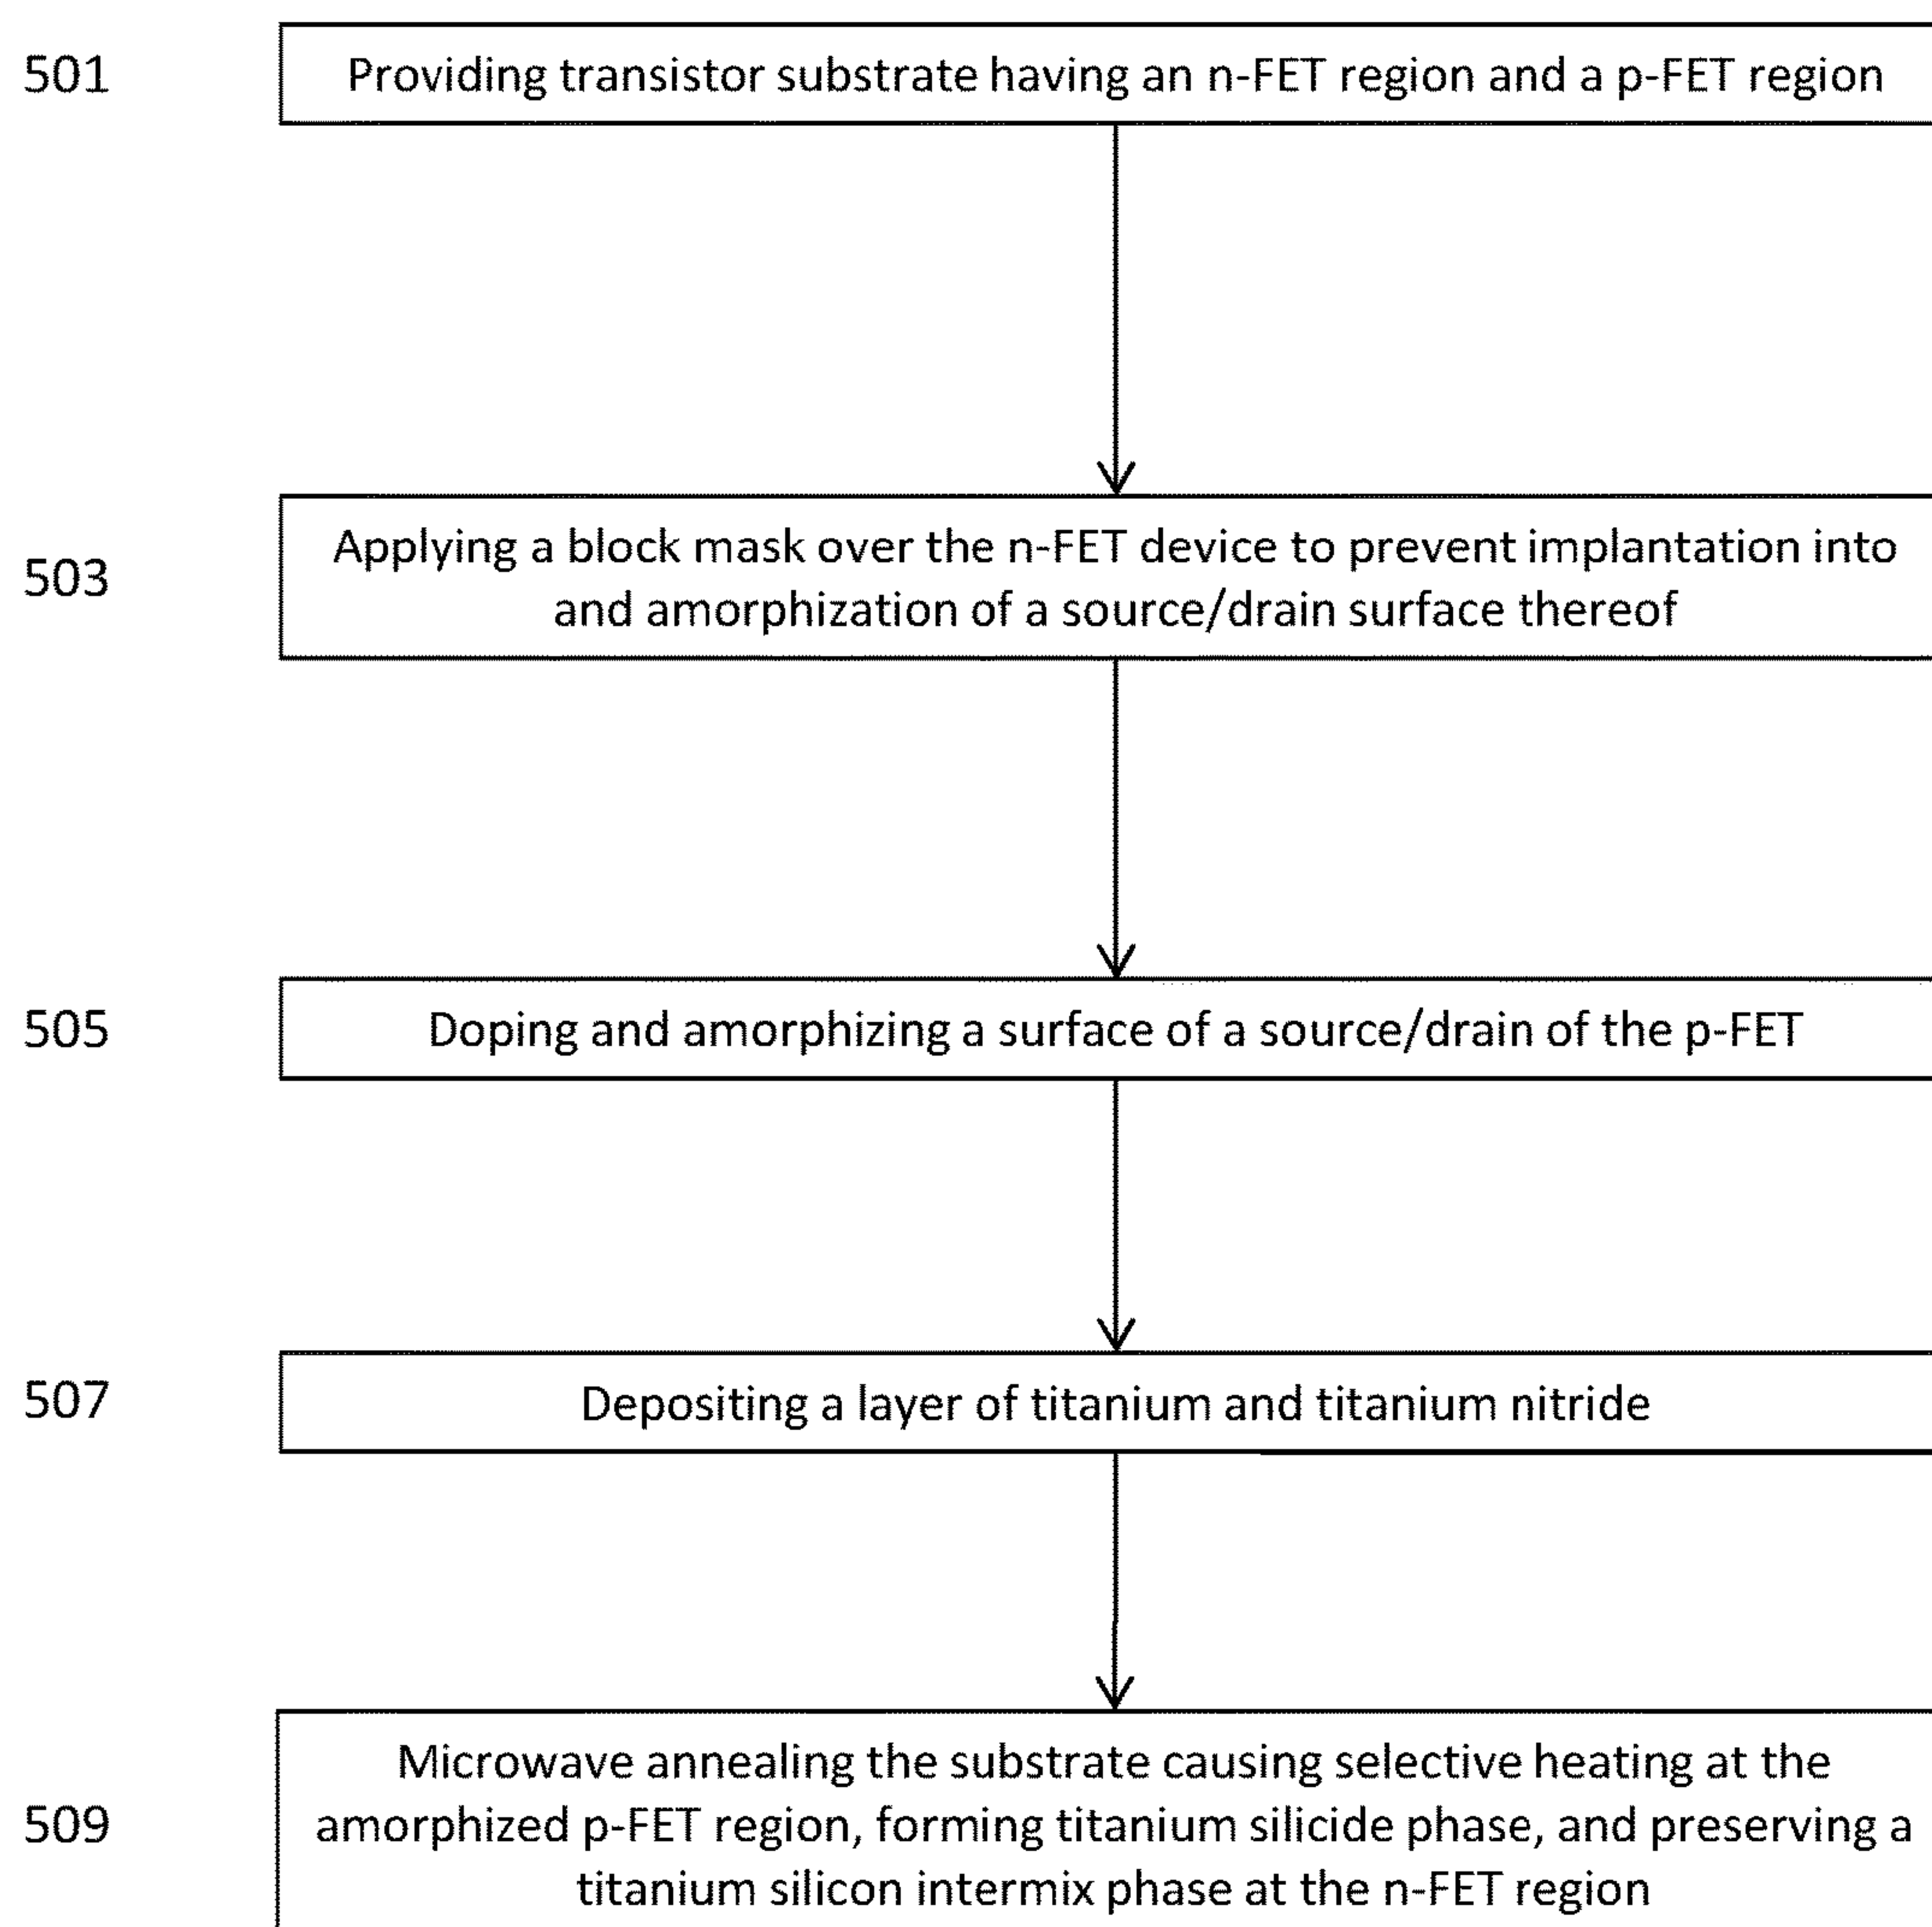 501
Providing transistor substrate having an n-FET region and a p-FET region
503
Applying a block mask over the n-FET device to prevent implantation into
and amorphization of a source/drain surface thereof
505
Doping and amorphizing a surface of a source/drain of the p-FET
507
Depositing a layer of titanium and titanium nitride
509
Microwave annealing the substrate causing selective heating at the
amorphized p-FET region, forming titanium silicide phase, and preserving a
titanium silicon intermix phase at the n-FET region